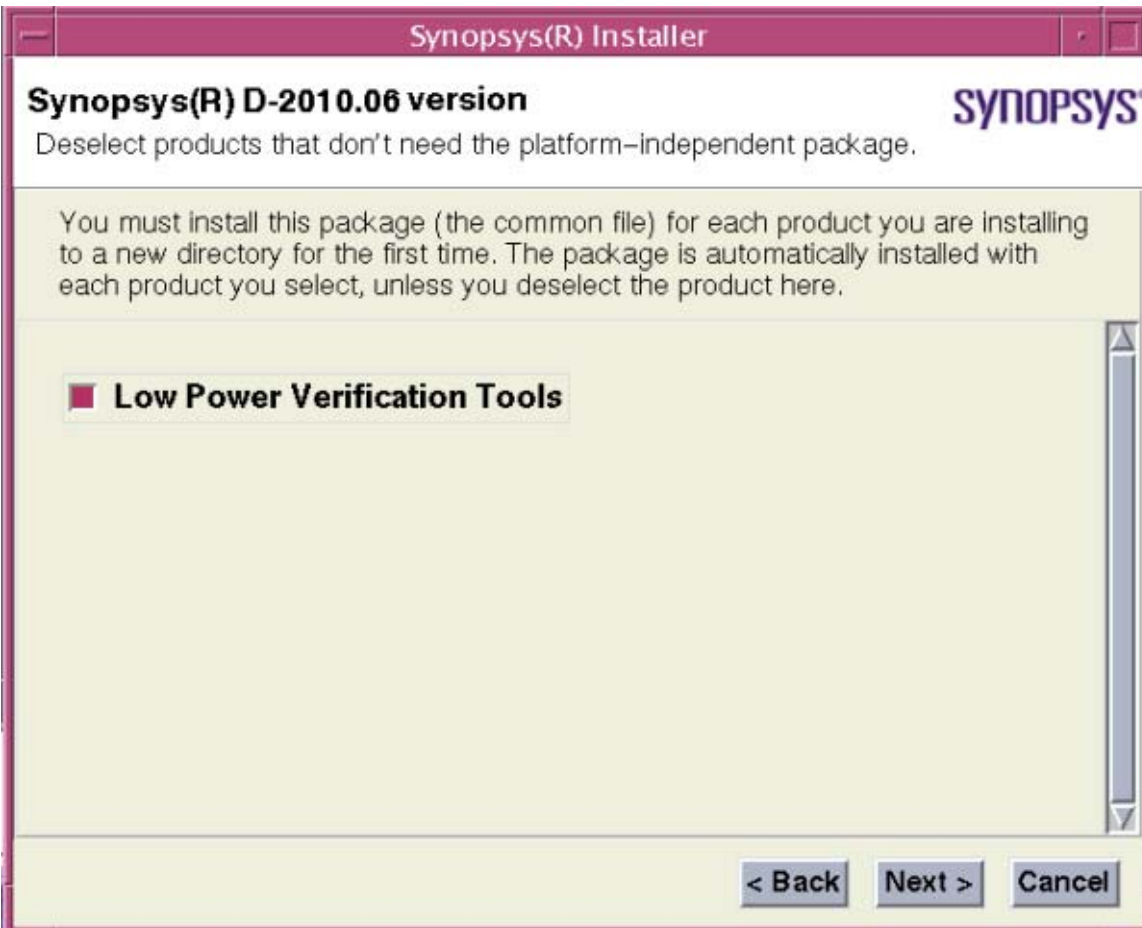 Synopsys(R) Installer
Synopsys(R) D-2010.06 version
SYNOPSYS
Deselect products that don't need the platform-independent package.
You must install this package (the common file) for each product you are installing
to a new directory for the first time. The package is automatically installed with
each product you select, unless you deselect the product here.
Low Power Verification Tools
< Back
Next >
Cancel